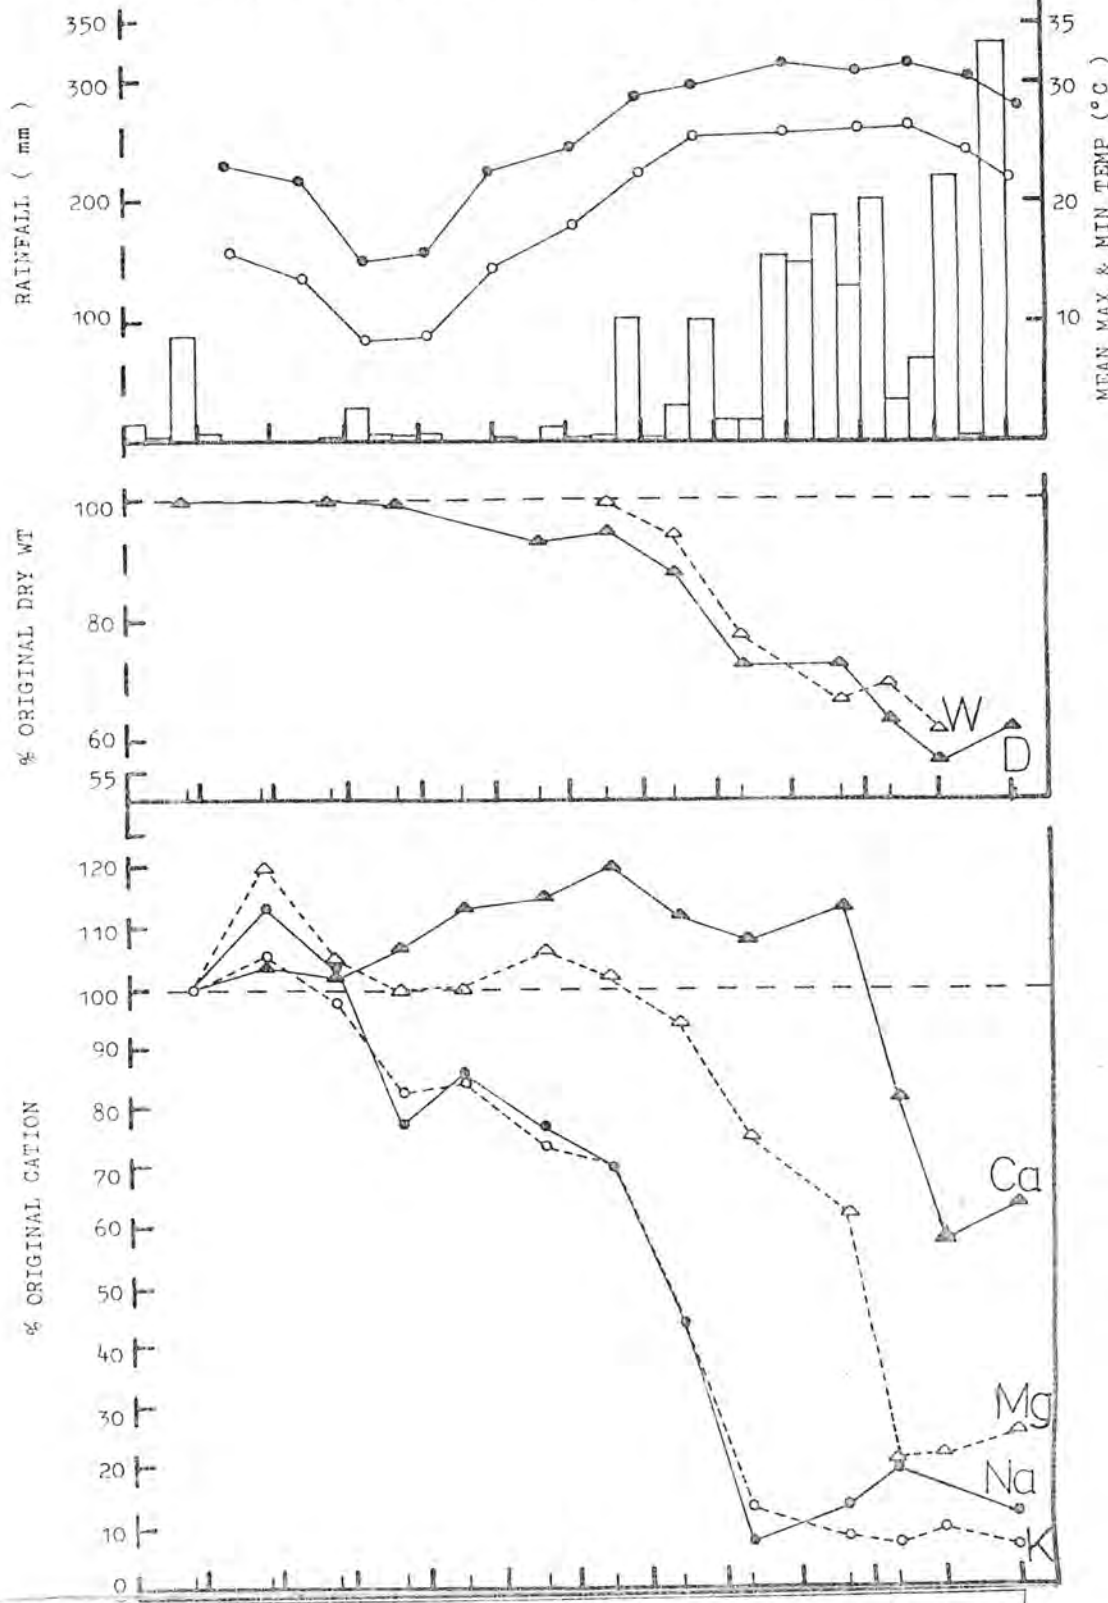 350
300
200
100
RAINFALL ( mm )
35
30
20
10
MEAN MAX & MIN TEMP (°C )
100
80
60
55
% ORIGINAL DRY WT
W
D
120
110
100
90
80
70
60
50
40
30
20
10
0
% ORIGINAL CATION
Ca
Mg
Na
K